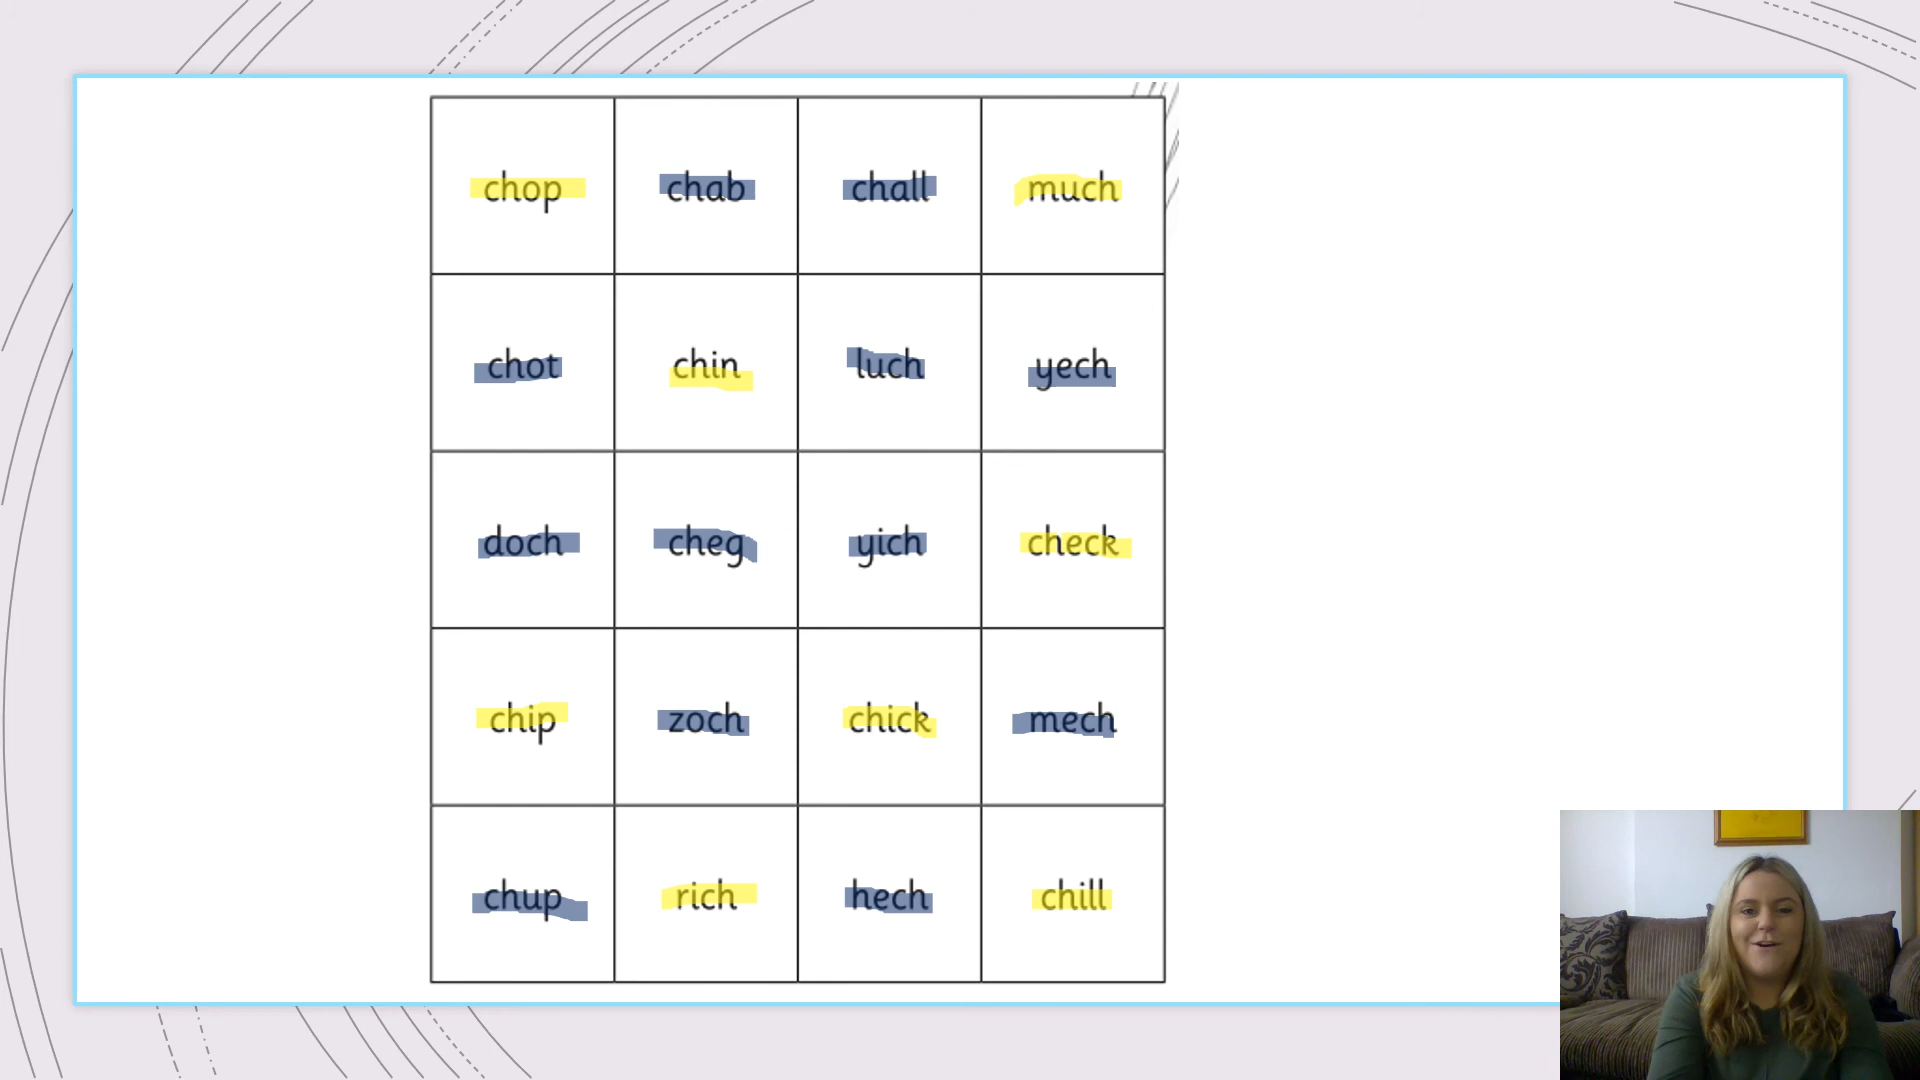 chop chab chall much
chot chin luch yech
doch cheg yich check
chip zoch chick mech
chup rich hech chill